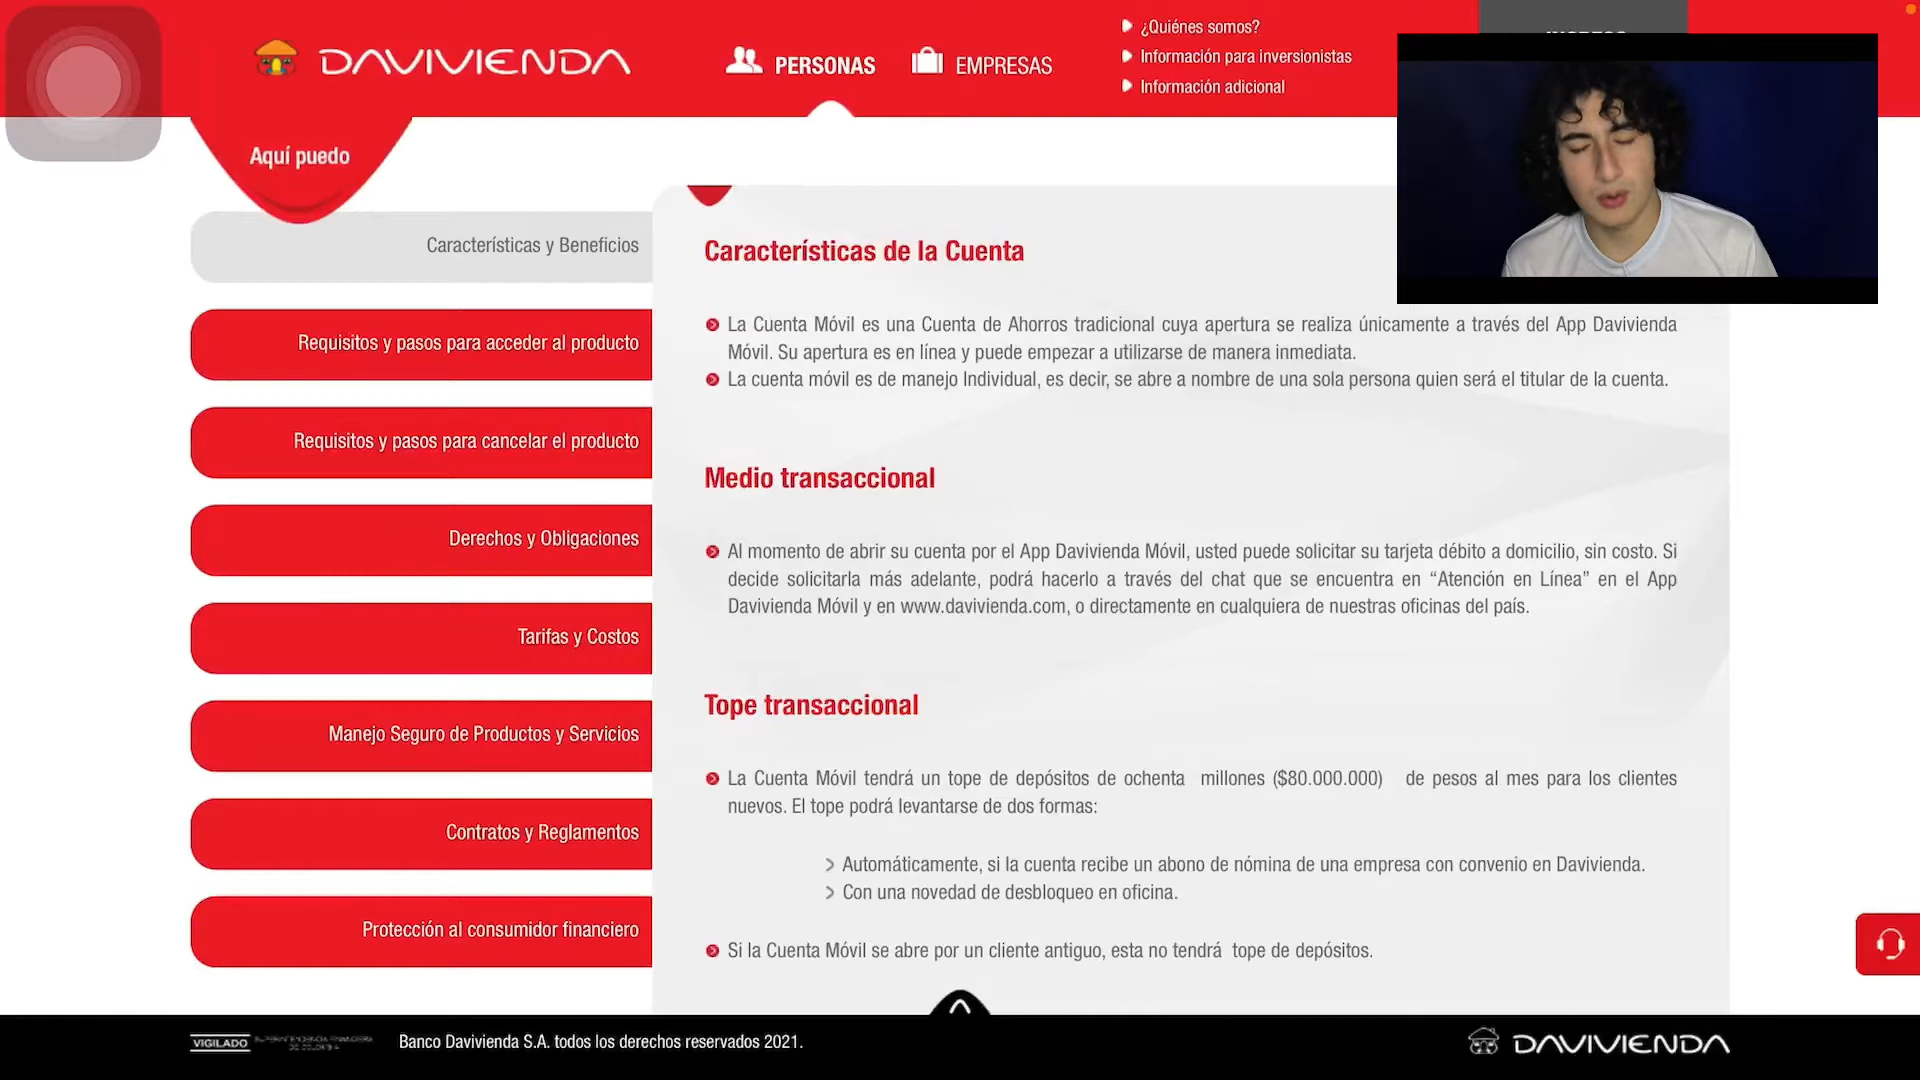 DAVIVIENDA
PERSONAS
EMPRESAS
¿Quiénes somos?
Información para inversionistas
Información adicional
Aquí puedo
Características y Beneficios
Requisitos y pasos para acceder al producto
Requisitos y pasos para cancelar el producto
Derechos y Obligaciones
Tarifas y Costos
Manejo Seguro de Productos y Servicios
Contratos y Reglamentos
Protección al consumidor financiero
Características de la Cuenta
La Cuenta Móvil es una Cuenta de Ahorros tradicional cuya apertura se realiza únicamente a través del App Davivienda
Móvil. Su apertura es en línea y puede empezar a utilizarse de manera inmediata.
La cuenta móvil es de manejo Individual, es decir, se abre a nombre de una sola persona quien será el titular de la cuenta.
Medio transaccional
Al momento de abrir su cuenta por el App Davivienda Móvil, usted puede solicitar su tarjeta débito a domicilio, sin costo. Si
decide solicitarla más adelante, podrá hacerlo a través del chat que se encuentra en “Atención en Línea” en el App
Davivienda Móvil y en www.davivienda.com, o directamente en cualquiera de nuestras oficinas del país.
Tope transaccional
La Cuenta Móvil tendrá un tope de depósitos de ochenta millones ($80.000.000) de pesos al mes para los clientes
nuevos. El tope podrá levantarse de dos formas:
Automáticamente, si la cuenta recibe un abono de nómina de una empresa con convenio en Davivienda.
Con una novedad de desbloqueo en oficina.
Si la Cuenta Móvil se abre por un cliente antiguo, esta no tendrá tope de depósitos.
VIGILADO
Banco Davivienda S.A. todos los derechos reservados 2021.
DAVIVIENDA